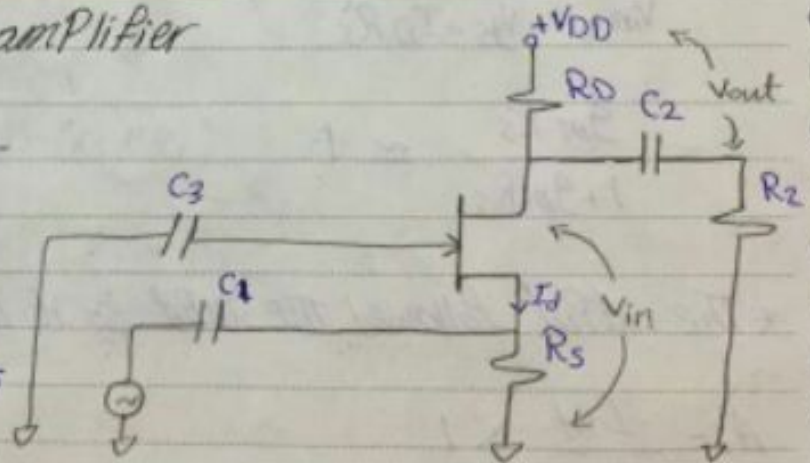 amplifier
+VDD
RD
Vout
C2
C3
R2
C1
Id
Vin
RS